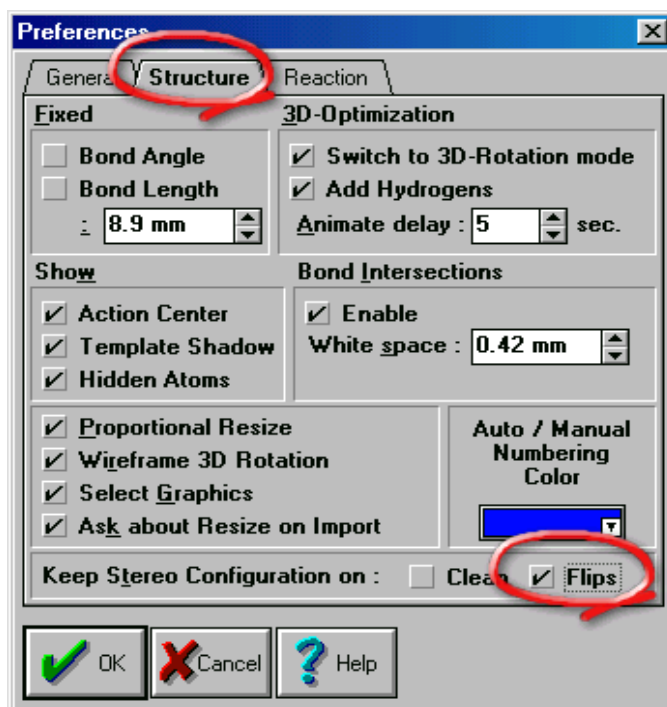 Preferences
General Structure Reaction
Fixed
Bond Angle
Bond Length
: 8.9 mm
3D-Optimization
Switch to 3D-Rotation mode
Add Hydrogens
Animate delay : 5 sec.
Show
Action Center
Template Shadow
Hidden Atoms
Bond Intersections
Enable
White space : 0.42 mm
Proportional Resize
Wireframe 3D Rotation
Select Graphics
Ask about Resize on Import
Auto / Manual
Numbering
Color
Keep Stereo Configuration on : Clean Flips
OK Cancel Help